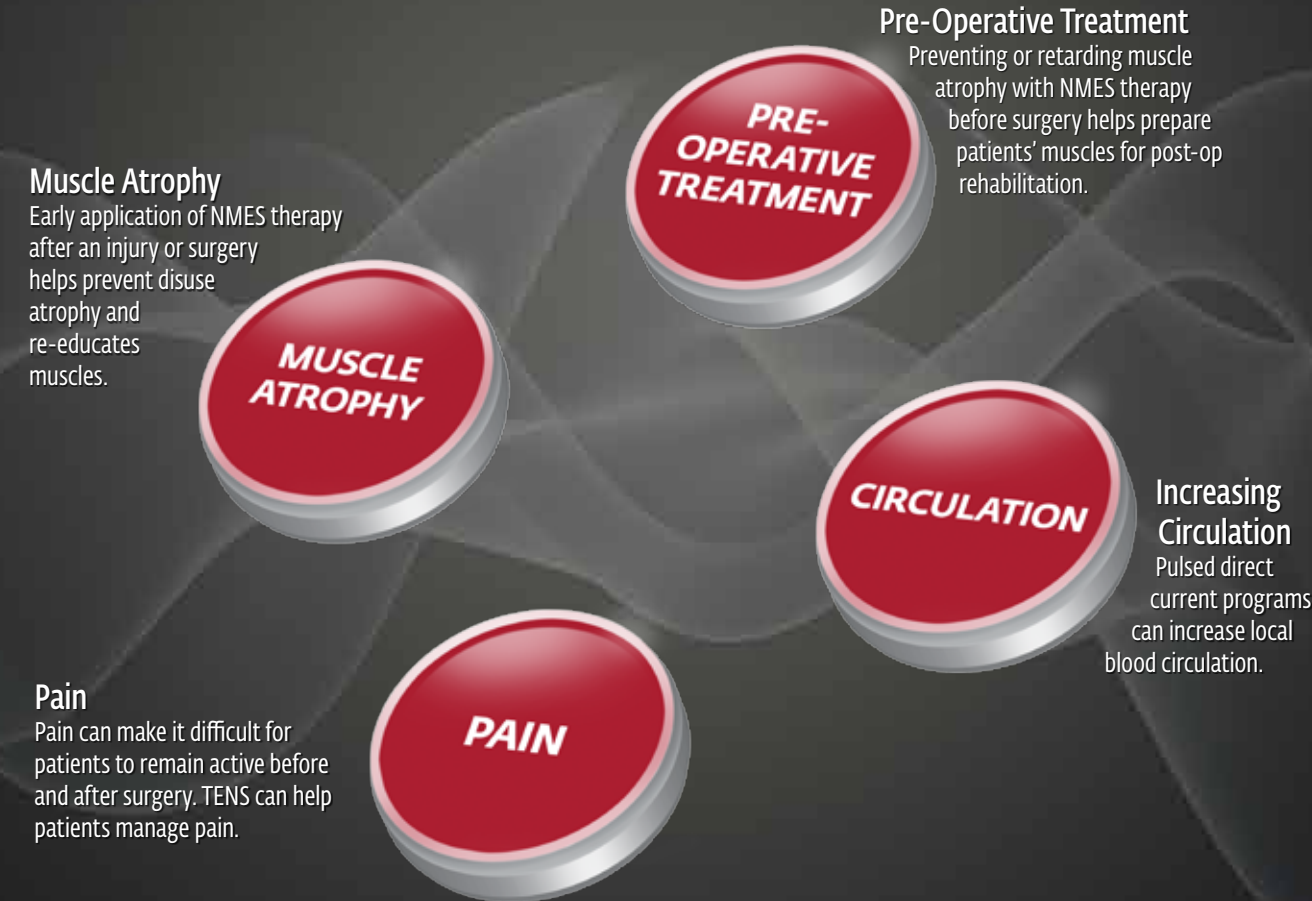 Pre-Operative Treatment
Preventing or retarding muscle
atrophy with NMES therapy
before surgery helps prepare
patients’ muscles for post-op
rehabilitation.
PRE-
OPERATIVE
TREATMENT
Muscle Atrophy
Early application of NMES therapy
after an injury or surgery
helps prevent disuse
atrophy and
re-educates
muscles.
MUSCLE
ATROPHY
CIRCULATION
Increasing
Circulation
Pulsed direct
current programs
can increase local
blood circulation.
Pain
Pain can make it difficult for
patients to remain active before
and after surgery. TENS can help
patients manage pain.
PAIN